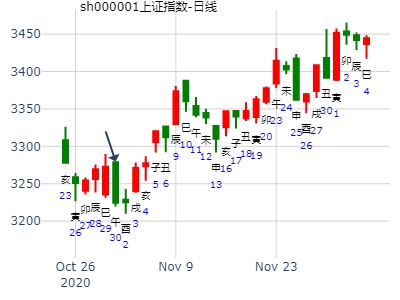 sh000001上证指数-日线
3450
3400
3350
3300
3250
3200
亥
23
寅
26
卯
27
辰
28
巳
29
午
30
酉
2
戌
3
亥
4
子
5
丑
6
辰
9
巳
10
午
11
未
12
申
13
亥
16
子
17
丑
18
寅
19
卯
20
午
23
未
24
申
25
酉
26
戌
27
丑
30
寅
1
卯
2
辰
3
巳
4
Oct 26
2020
Nov 9
Nov 23